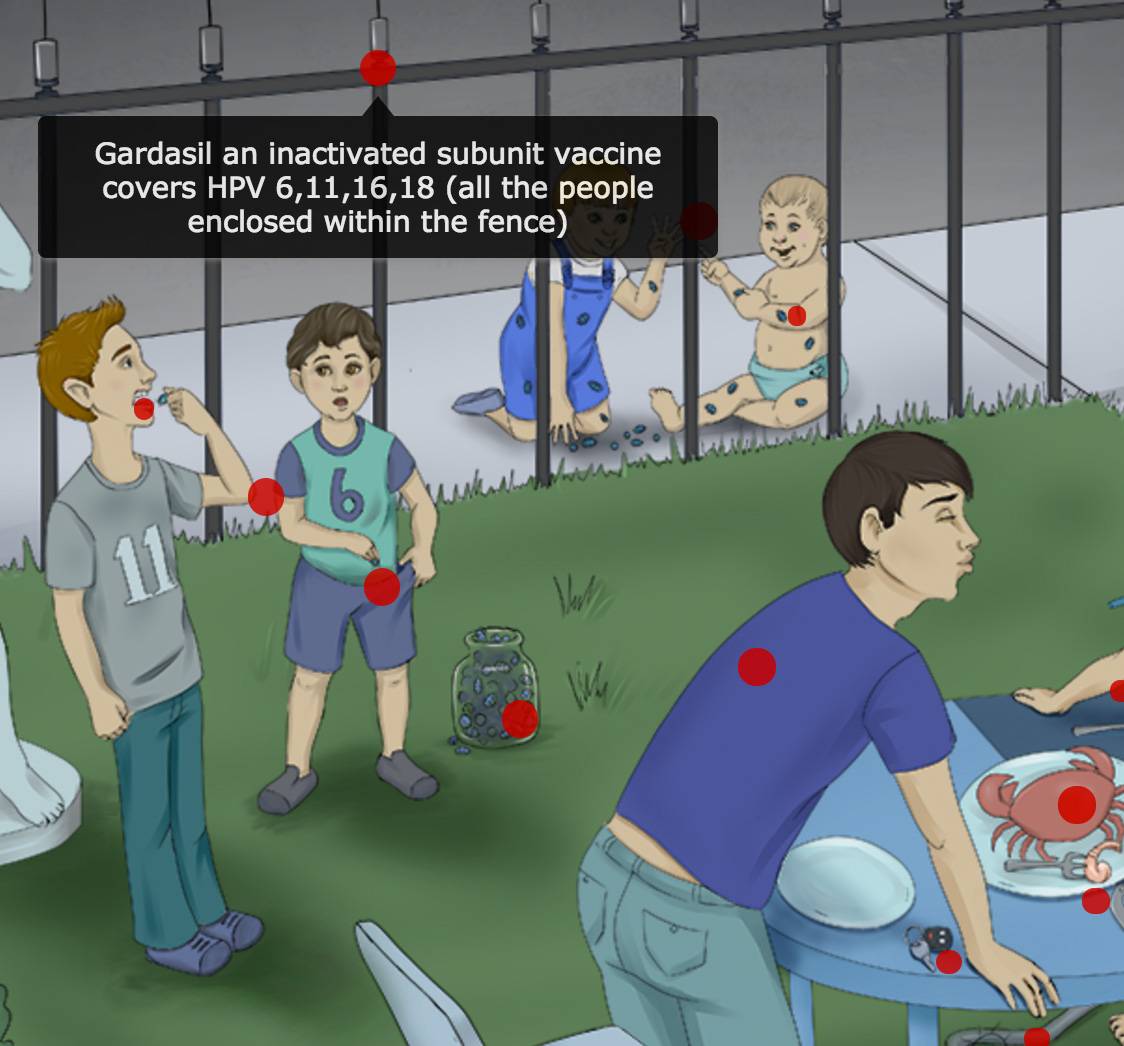 Gardasil an inactivated subunit vaccine
covers HPV 6,11,16,18 (all the people
enclosed within the fence)
6
11